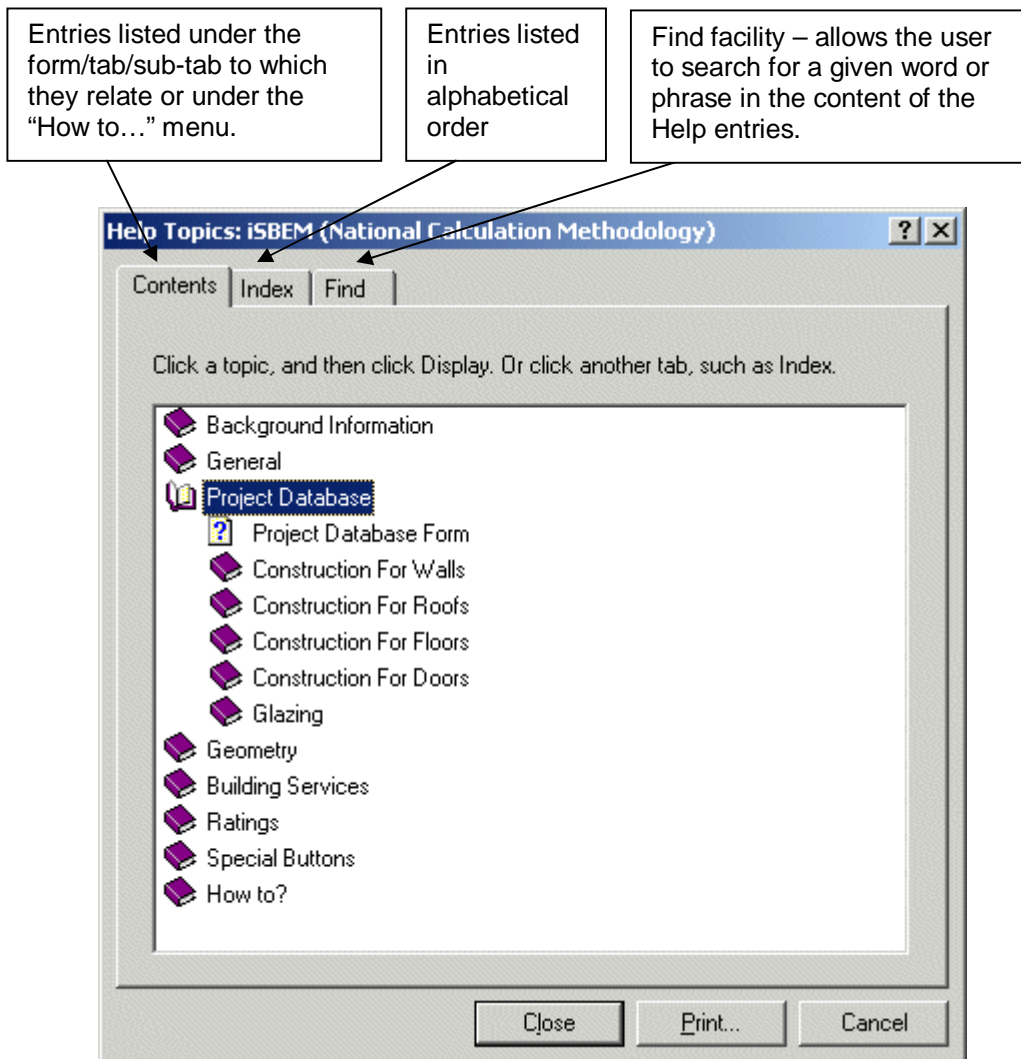 Entries listed under the
form/tab/sub-tab to which
they relate or under the
“How to…” menu.
Entries listed
in
alphabetical
order
Find facility – allows the user
to search for a given word or
phrase in the content of the
Help entries.
Help Topics: iSBEM (National Calculation Methodology)
Contents Index Find
Click a topic, and then click Display. Or click another tab, such as Index.
Background Information
General
Project Database
Project Database Form
Construction For Walls
Construction For Roofs
Construction For Floors
Construction For Doors
Glazing
Geometry
Building Services
Ratings
Special Buttons
How to?
Close Print... Cancel